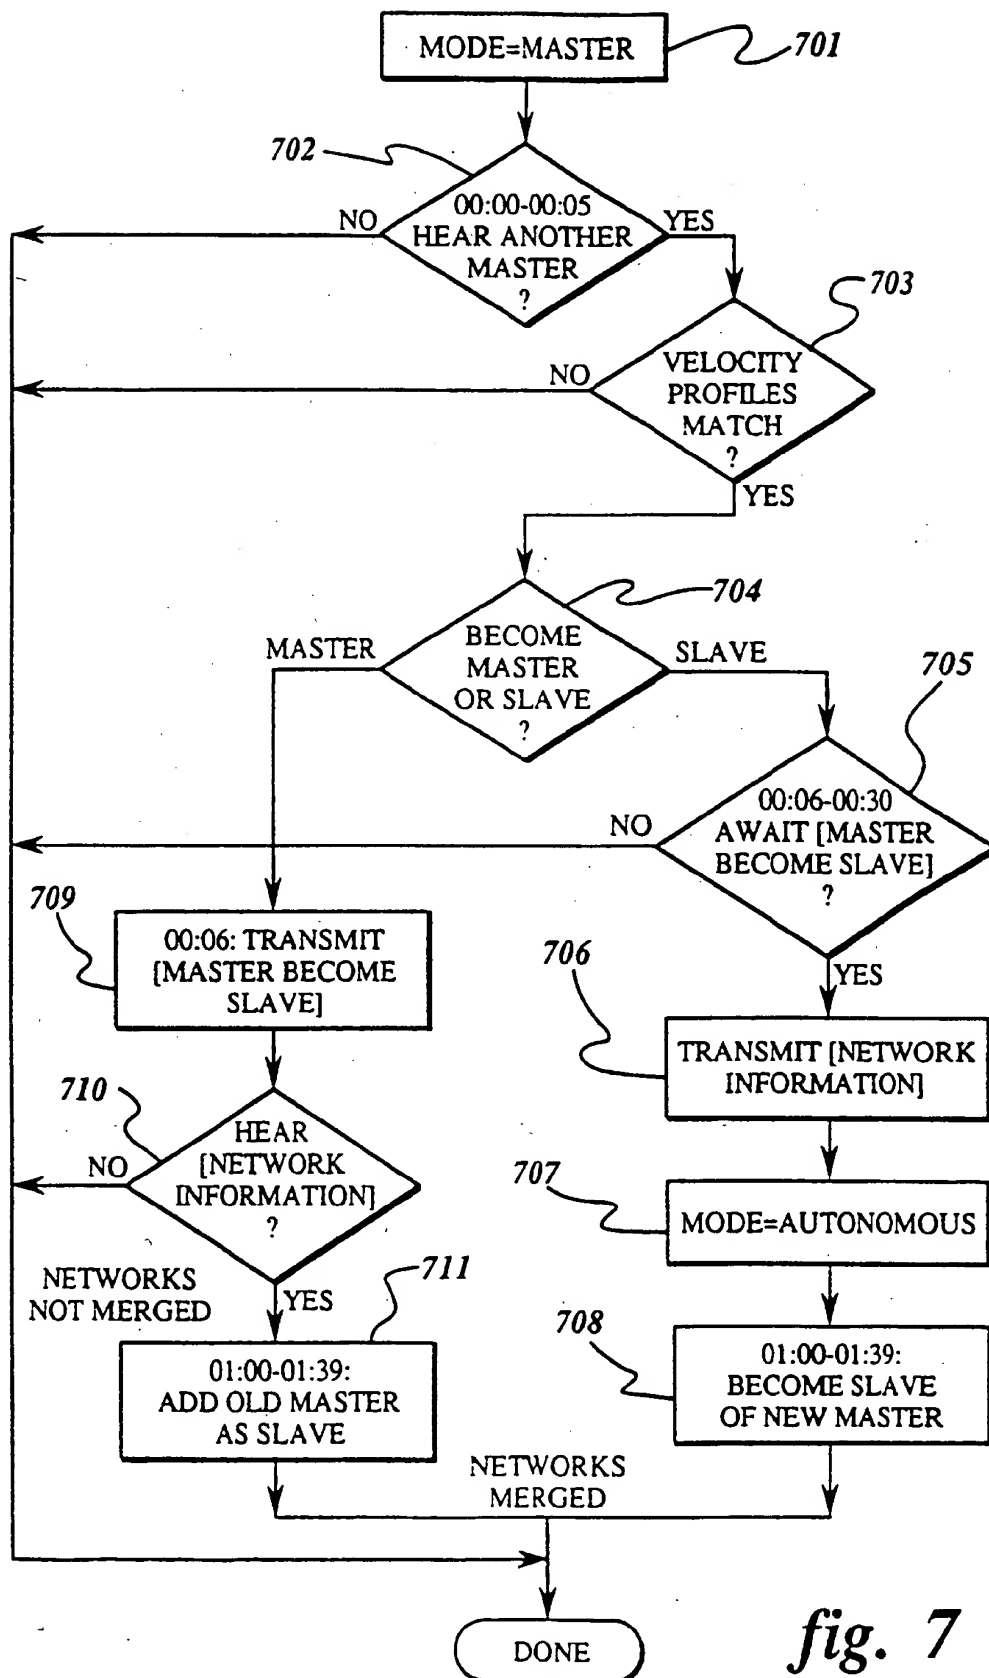 MODE=MASTER
701
702
00:00-00:05
HEAR ANOTHER
MASTER
?
NO
YES
703
VELOCITY
PROFILES
MATCH
?
NO
YES
704
BECOME
MASTER
OR SLAVE
?
MASTER
SLAVE
705
00:06-00:30
AWAIT [MASTER
BECOME SLAVE]
?
NO
YES
709
00:06: TRANSMIT
[MASTER BECOME
SLAVE]
706
TRANSMIT [NETWORK
INFORMATION]
710
HEAR
[NETWORK
INFORMATION]
?
NO
YES
707
MODE=AUTONOMOUS
NETWORKS
NOT MERGED
711
01:00-01:39:
ADD OLD MASTER
AS SLAVE
708
01:00-01:39:
BECOME SLAVE
OF NEW MASTER
NETWORKS
MERGED
DONE
fig. 7